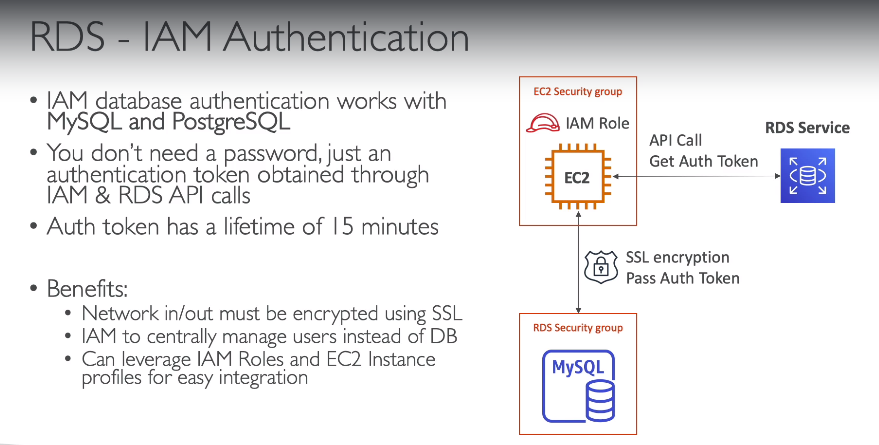 RDS - IAM Authentication
• IAM database authentication works with
MySQL and PostgreSQL
• You don't need a password, just an
authentication token obtained through
IAM & RDS API calls
• Auth token has a lifetime of 15 minutes
• Benefits:
• Network in/out must be encrypted using SSL
• IAM to centrally manage users instead of DB
• Can leverage IAM Roles and EC2 Instance
profiles for easy integration
EC2 Security group
IAM Role
EC2
API Call
Get Auth Token
RDS Service
SSL encryption
Pass Auth Token
RDS Security group
MySQL